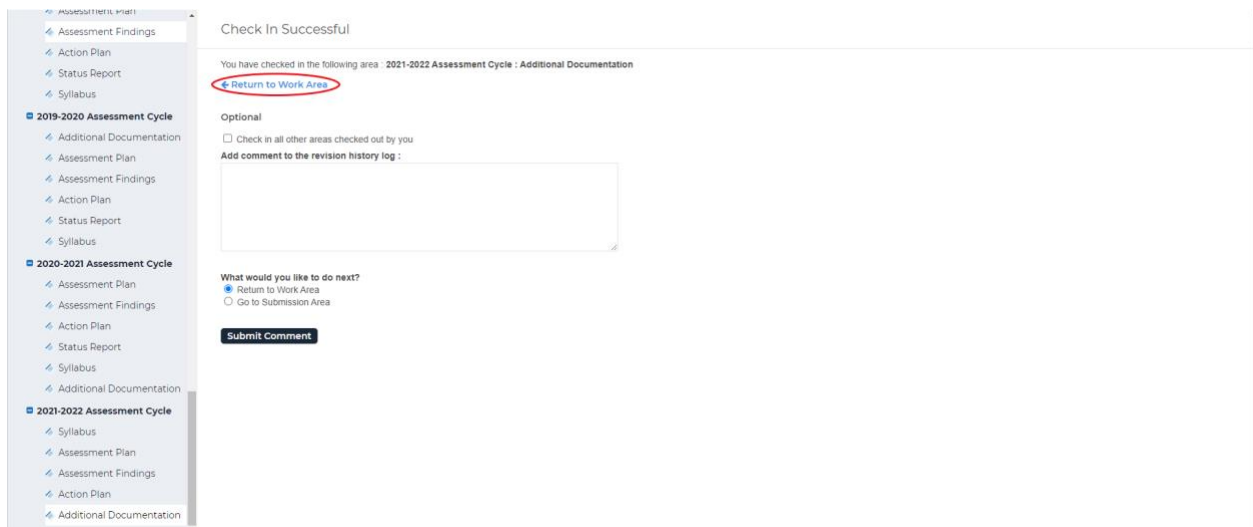 Assessment Plan
Assessment Findings
Action Plan
Status Report
Syllabus
2019-2020 Assessment Cycle
Additional Documentation
Assessment Plan
Assessment Findings
Action Plan
Status Report
Syllabus
2020-2021 Assessment Cycle
Assessment Plan
Assessment Findings
Action Plan
Status Report
Syllabus
Additional Documentation
2021-2022 Assessment Cycle
Syllabus
Assessment Plan
Assessment Findings
Action Plan
Additional Documentation
Check In Successful
You have checked in the following area : 2021-2022 Assessment Cycle : Additional Documentation
Return to Work Area
Optional
Check in all other areas checked out by you
Add comment to the revision history log :
What would you like to do next?
Return to Work Area
Go to Submission Area
Submit Comment